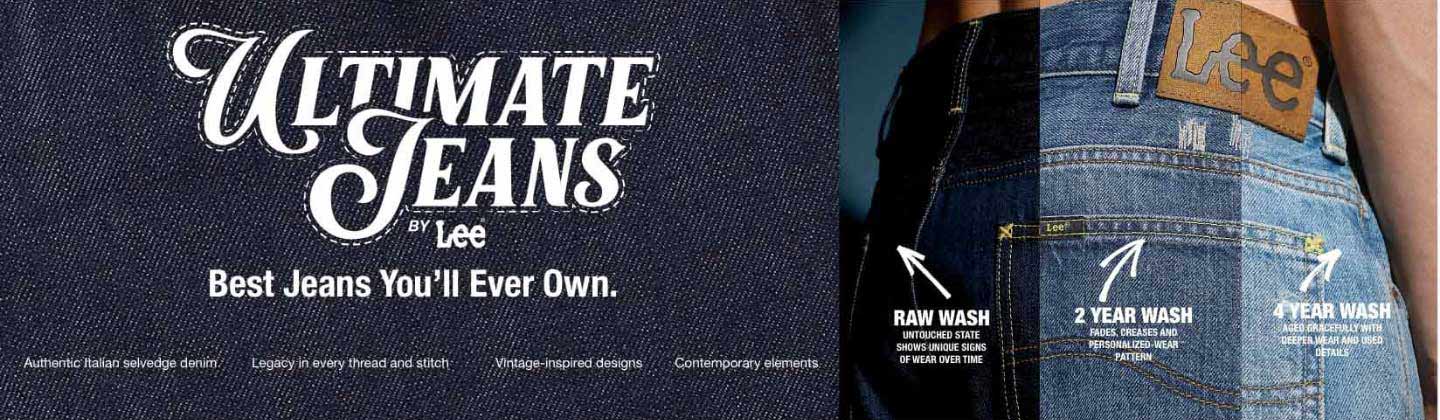 ULTIMATE
JEANS
BY Lee
Best Jeans You'll Ever Own.
Authentic Italian selvedge denim. Legacy in every thread and stitch Vintage-inspired designs Contemporary elements
Lee
Lee
RAW WASH
UNTOUCHED STATE
SHOWS UNIQUE SIGNS
OF WEAR OVER TIME
2 YEAR WASH
FADES, CREASES AND
PERSONALIZED-WEAR
PATTERN
4 YEAR WASH
AGED GRACEFULLY WITH
DEEPER WEAR AND USED
DETAILS